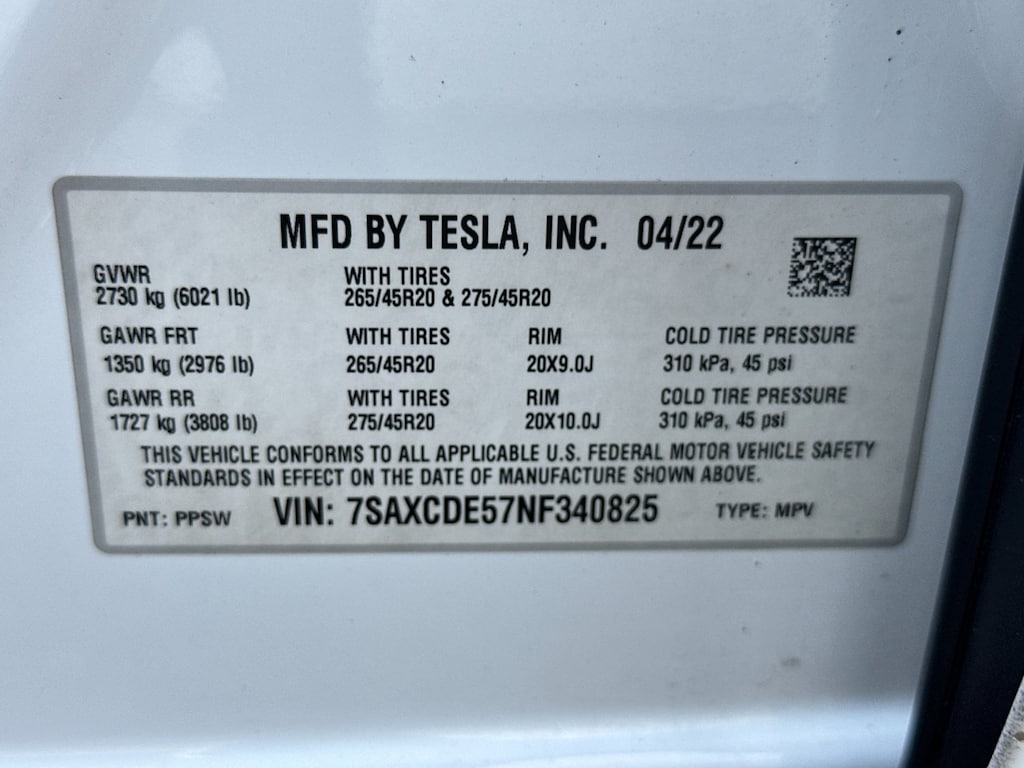 MFD BY TESLA, INC. 04/22
GVWR WITH TIRES
2730 kg (6021 lb) 265/45R20 & 275/45R20
GAWR FRT WITH TIRES RIM COLD TIRE PRESSURE
1350 kg (2976 lb) 265/45R20 20X9.0J 310 kPa, 45 psi
GAWR RR WITH TIRES RIM COLD TIRE PRESSURE
1727 kg (3808 lb) 275/45R20 20X10.0J 310 kPa, 45 psi
THIS VEHICLE CONFORMS TO ALL APPLICABLE U.S. FEDERAL MOTOR VEHICLE SAFETY
STANDARDS IN EFFECT ON THE DATE OF MANUFACTURE SHOWN ABOVE.
PNT: PPSW VIN: 7SAXCDE57NF340825 TYPE: MPV